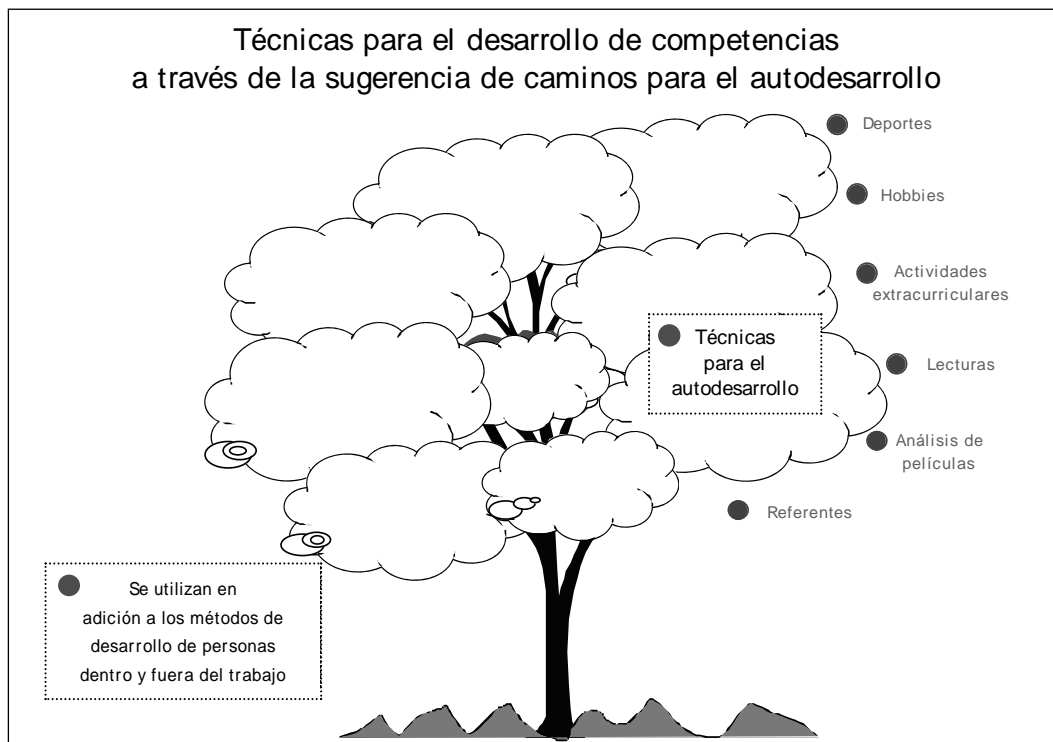 Técnicas para el desarrollo de competencias
a través de la sugerencia de caminos para el autodesarrollo
Deportes
Hobbies
Actividades
extracurriculares
Técnicas
para el
autodesarrollo
Lecturas
Análisis de
películas
Referentes
Se utilizan en
adición a los métodos de
desarrollo de personas
dentro y fuera del trabajo